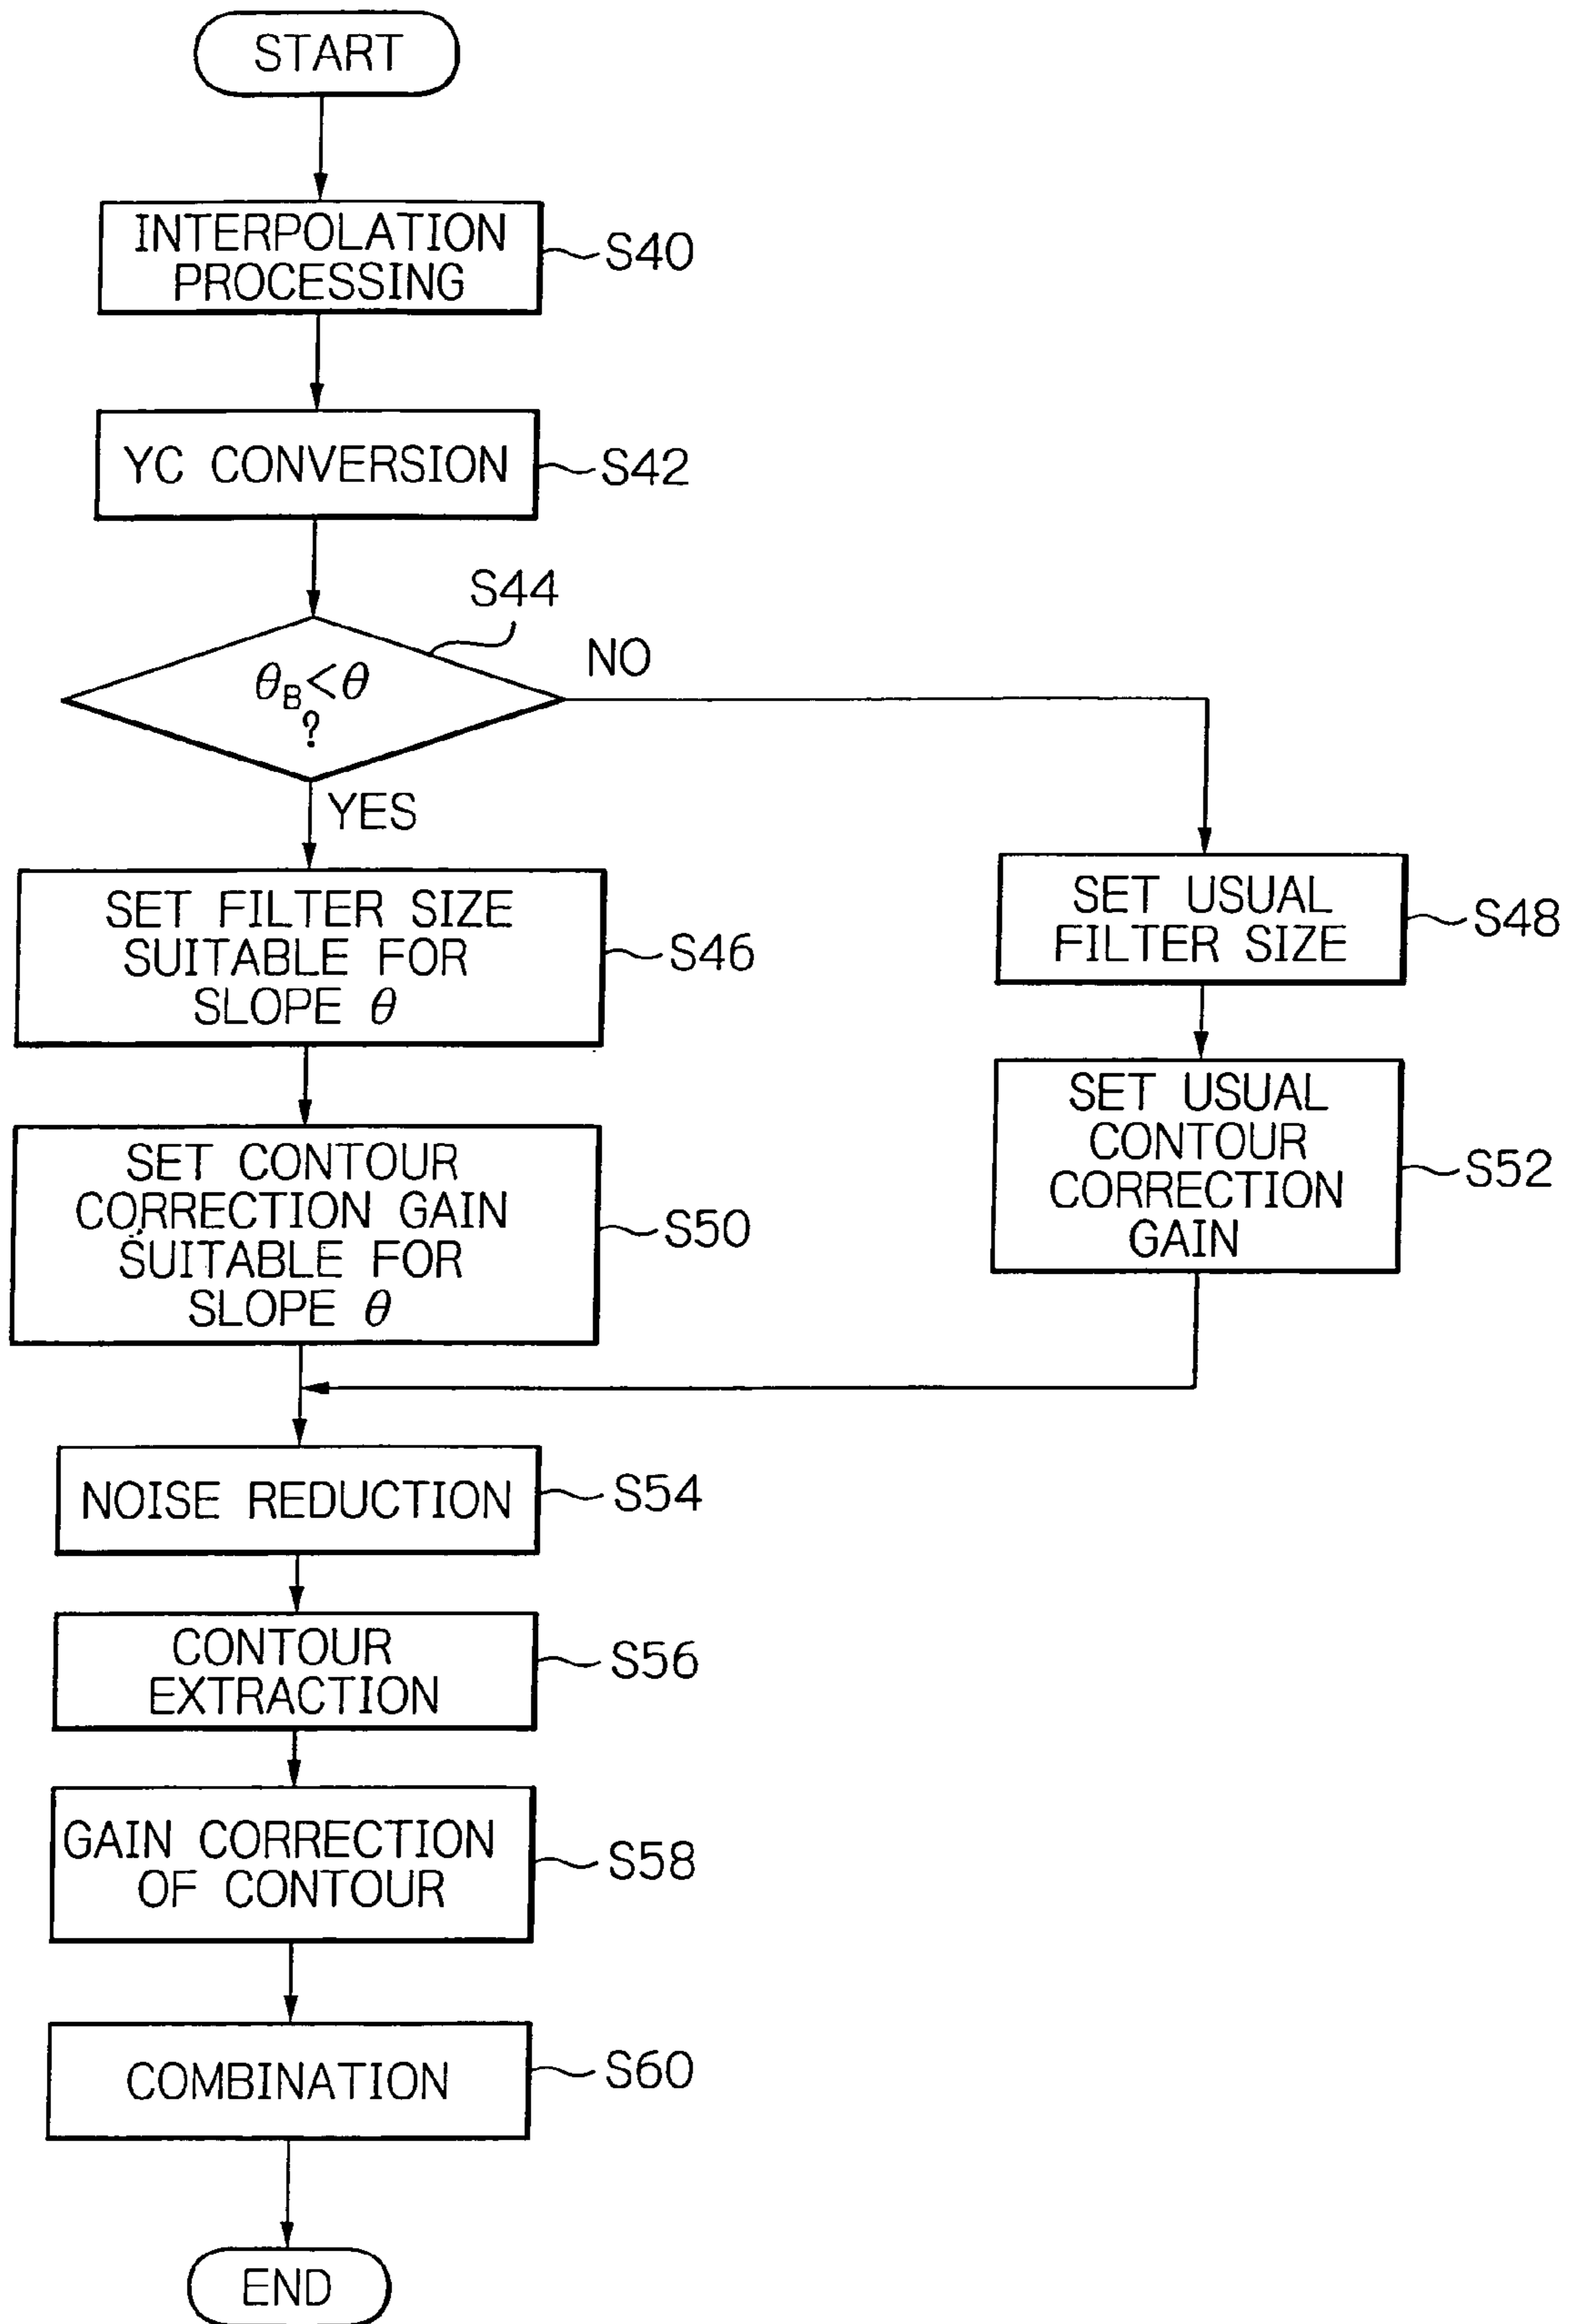 START
INTERPOLATION
PROCESSING
S40
YC CONVERSION
S42
S44
θB<θ
?
NO
YES
SET FILTER SIZE
SUITABLE FOR
SLOPE θ
S46
SET USUAL
FILTER SIZE
S48
SET CONTOUR
CORRECTION GAIN
SUITABLE FOR
SLOPE θ
S50
SET USUAL
CONTOUR
CORRECTION
GAIN
S52
NOISE REDUCTION
S54
CONTOUR
EXTRACTION
S56
GAIN CORRECTION
OF CONTOUR
S58
COMBINATION
S60
END